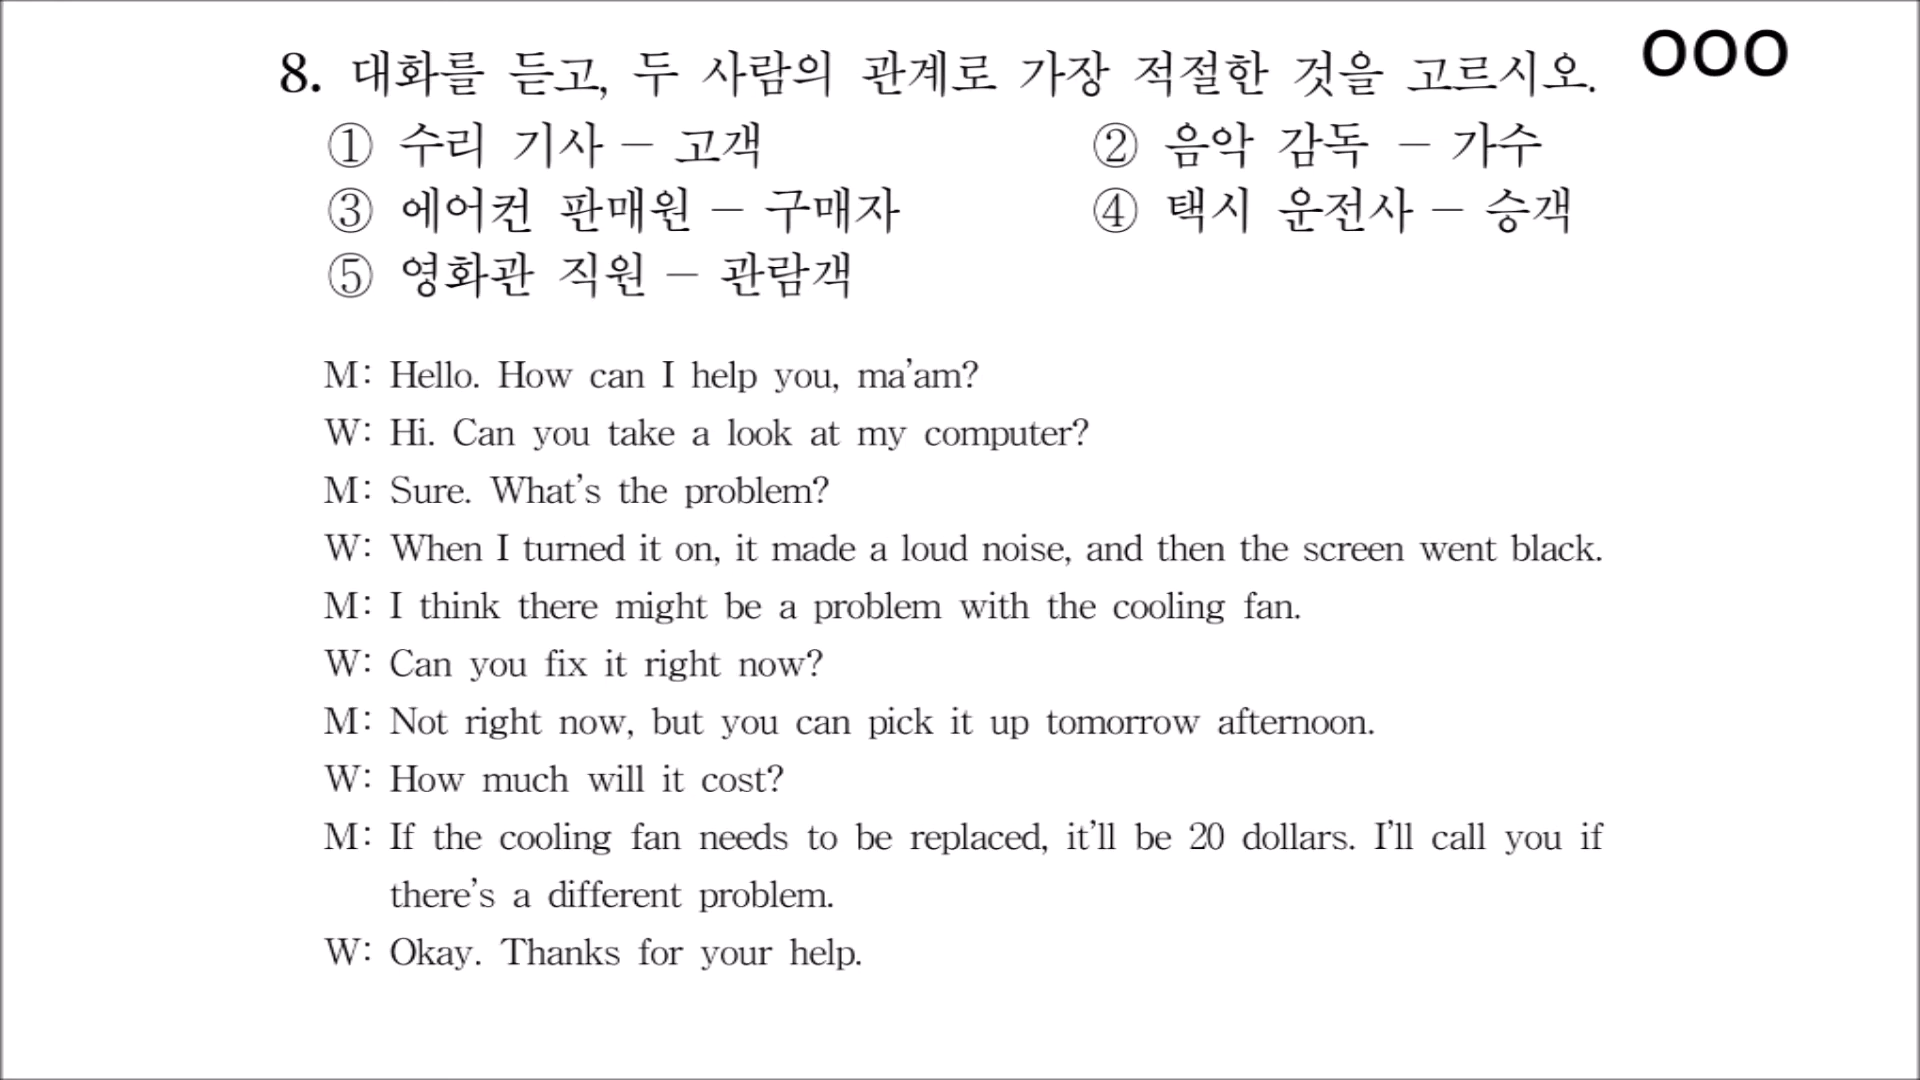 8. 대화를 듣고, 두 사람의 관계로 가장 적절한 것을 고르시오. OOO
① 수리 기사 – 고객 ② 음악 감독 – 가수
③ 에어컨 판매원 – 구매자 ④ 택시 운전사 – 승객
⑤ 영화관 직원 – 관람객
M: Hello. How can I help you, ma’am?
W: Hi. Can you take a look at my computer?
M: Sure. What’s the problem?
W: When I turned it on, it made a loud noise, and then the screen went black.
M: I think there might be a problem with the cooling fan.
W: Can you fix it right now?
M: Not right now, but you can pick it up tomorrow afternoon.
W: How much will it cost?
M: If the cooling fan needs to be replaced, it’ll be 20 dollars. I’ll call you if
there’s a different problem.
W: Okay. Thanks for your help.